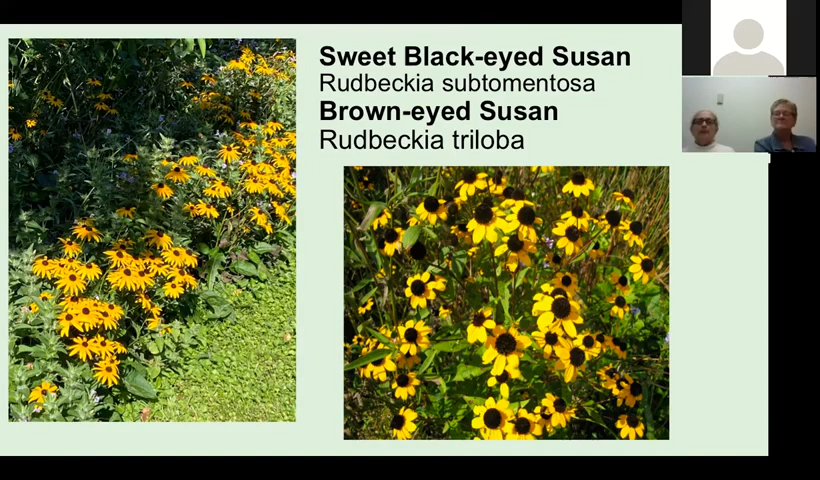 Sweet Black-eyed Susan
Rudbeckia subtomentosa
Brown-eyed Susan
Rudbeckia triloba